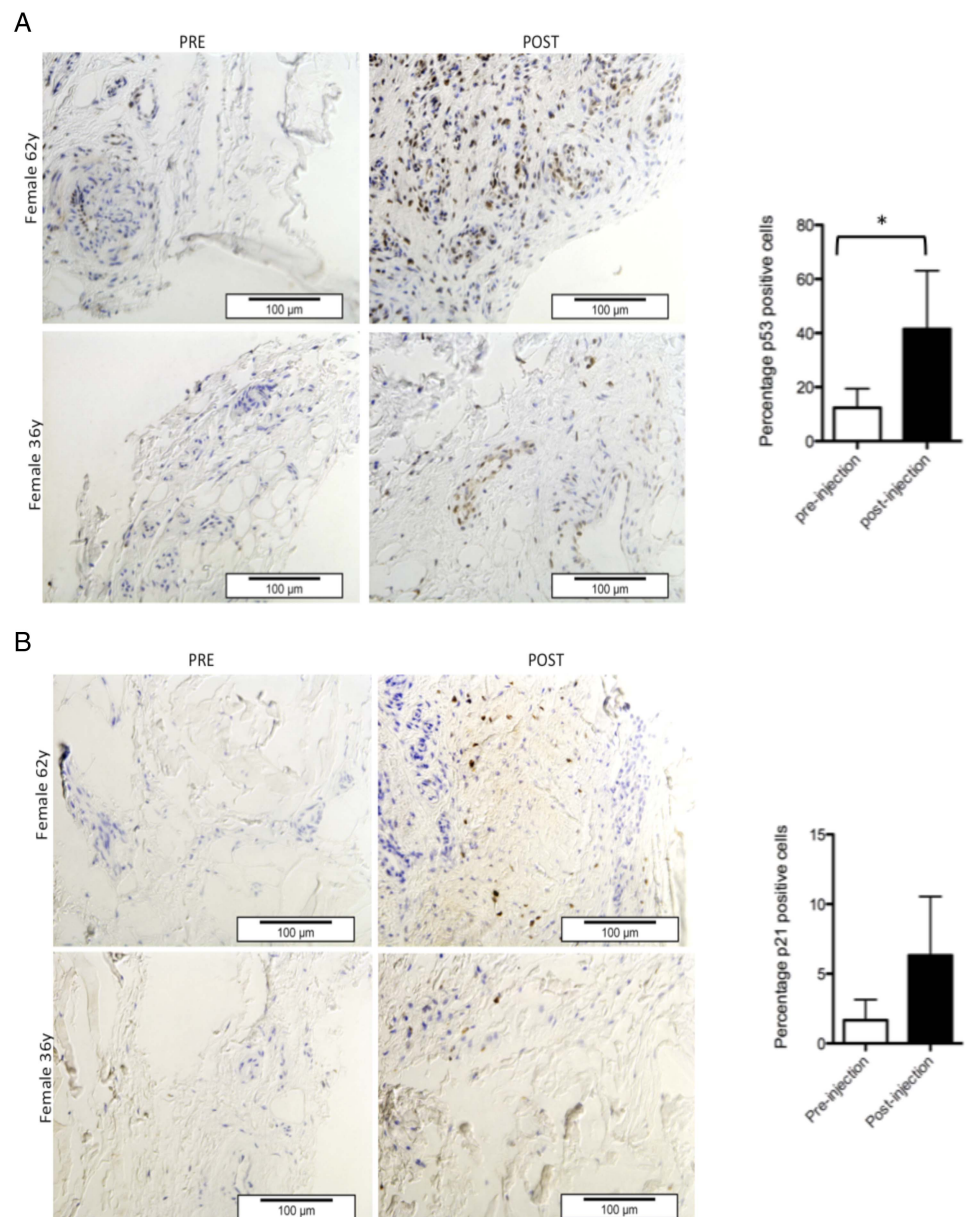 A
PRE
POST
Female 62y
100 µm
100 µm
Female 36y
100 µm
100 µm
Percentage p53 positive cells
80
60
40
20
0
*
pre-injection
post-injection
B
PRE
POST
Female 62y
100 µm
100 µm
Female 36y
100 µm
100 µm
Percentage p21 positive cells
15
10
5
0
Pre-injection
Post-injection